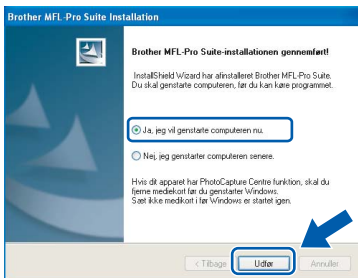 Brother MFL-Pro Suite Installation
Brother MFL-Pro Suite-installationen gennemført!
InstallShield Wizard har afinstalleret Brother MFL-Pro Suite.
Du skal genstarte computeren, før du kan køre programmet.
Ja, jeg vil genstarte computeren nu.
Nej, jeg genstarter computeren senere.
Hvis dit apparat har PhotoCapture Centre funktion, skal du
fjerne mediekortet før du genstarter Windows.
Sæt ikke mediekort i før Windows er startet igen.
< Tilbage
Udfør
Annuller